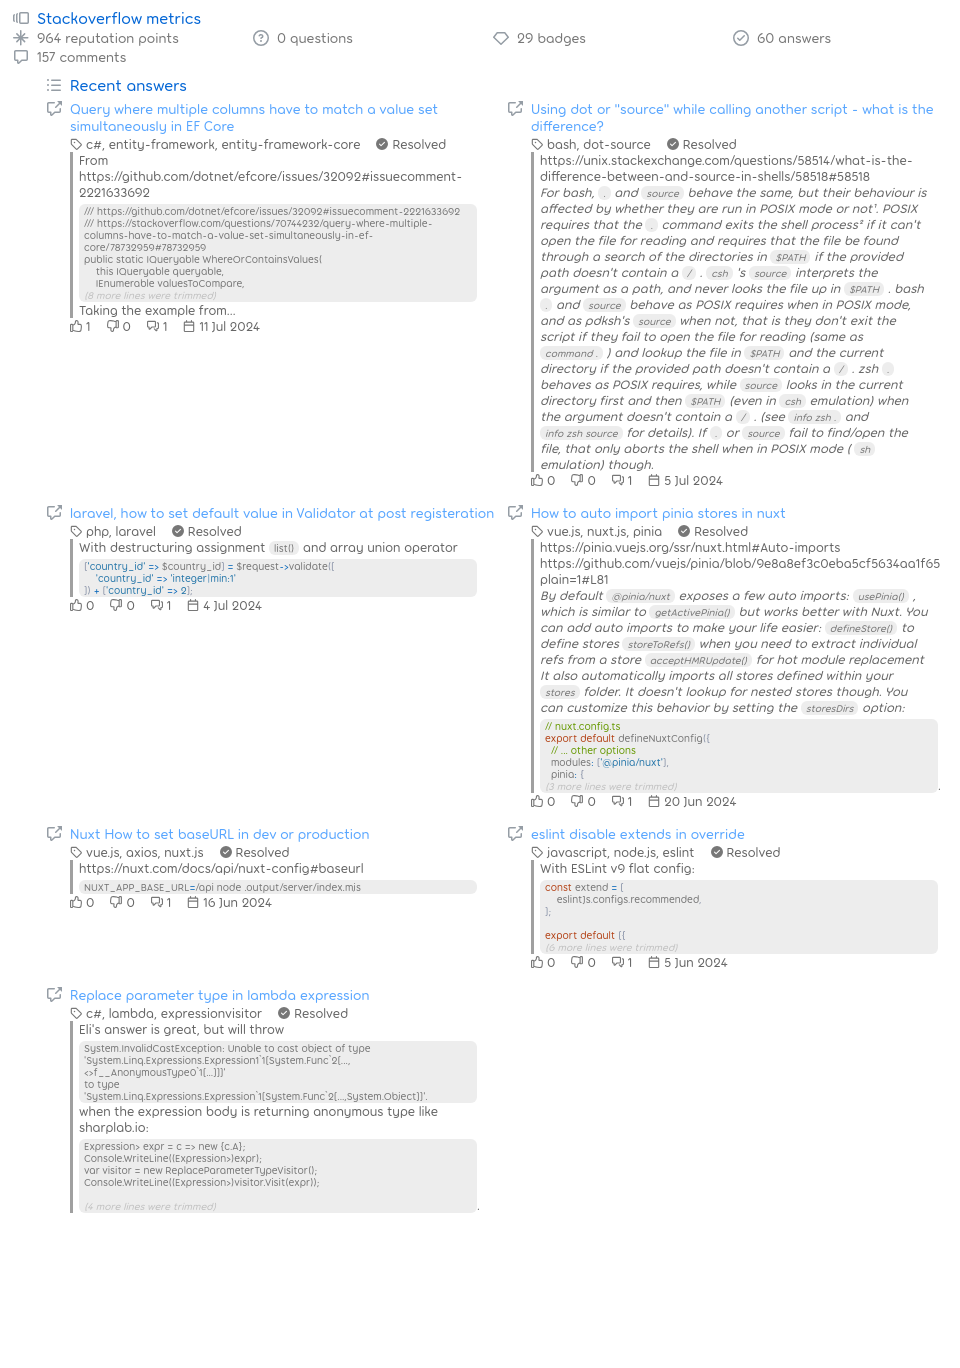 Stackoverflow metrics
964 reputation points
0 questions
29 badges
60 answers
157 comments
Recent answers
Query where multiple columns have to match a value set
simultaneously in EF Core
c#, entity-framework, entity-framework-core Resolved
From
https://github.com/dotnet/efcore/issues/32092#issuecomment-
2221633692
/// https://github.com/dotnet/efcore/issues/32092#issuecomment-2221633692
/// https://stackoverflow.com/questions/70744232/query-where-multiple-
columns-have-to-match-a-value-set-simultaneously-in-ef-
core/78732959#78732959
public static IQueryable WhereOrContainsValues(
this IQueryable queryable,
IEnumerable valuesToCompare,
(8 more lines were trimmed)
Taking the example from...
1 0 1 11 Jul 2024
Using dot or "source" while calling another script - what is the
difference?
bash, dot-source Resolved
https://unix.stackexchange.com/questions/58514/what-is-the-
difference-between-and-source-in-shells/58518#58518
For bash, . and source behave the same, but their behaviour is
affected by whether they are run in POSIX mode or not¹. POSIX
requires that the . command exits the shell process² if it can't
open the file for reading and requires that the file be found
through a search of the directories in $PATH if the provided
path doesn't contain a / . csh 's source interprets the
argument as a path, and never looks the file up in $PATH . bash
. and source behave as POSIX requires when in POSIX mode,
and as pdksh's source when not, that is they don't exit the
script if they fail to open the file for reading (same as
command . ) and lookup the file in $PATH and the current
directory if the provided path doesn't contain a / . zsh .
behaves as POSIX requires, while source looks in the current
directory first and then $PATH (even in csh emulation) when
the argument doesn't contain a / . (see info zsh . and
info zsh source for details). If . or source fail to find/open the
file, that only aborts the shell when in POSIX mode ( sh
emulation) though.
0 0 1 5 Jul 2024
laravel, how to set default value in Validator at post registeration
php, laravel Resolved
With destructuring assignment list() and array union operator
['country_id' => $country_id] = $request->validate([
'country_id' => 'integer|min:1'
]) + ['country_id' => 2];
0 0 1 4 Jul 2024
How to auto import pinia stores in nuxt
vue.js, nuxt.js, pinia Resolved
https://pinia.vuejs.org/ssr/nuxt.html#Auto-imports
https://github.com/vuejs/pinia/blob/9e8a8ef3c0eba5cf5634aa1f65
plain=1#L81
By default @pinia/nuxt exposes a few auto imports: usePinia() ,
which is similar to getActivePinia() but works better with Nuxt. You
can add auto imports to make your life easier: defineStore() to
define stores storeToRefs() when you need to extract individual
refs from a store acceptHMRUpdate() for hot module replacement
It also automatically imports all stores defined within your
stores folder. It doesn't lookup for nested stores though. You
can customize this behavior by setting the storesDirs option:
// nuxt.config.ts
export default defineNuxtConfig({
// ... other options
modules: ['@pinia/nuxt'],
pinia: {
(3 more lines were trimmed)
.
0 0 1 20 Jun 2024
Nuxt How to set baseURL in dev or production
vue.js, axios, nuxt.js Resolved
https://nuxt.com/docs/api/nuxt-config#baseurl
NUXT_APP_BASE_URL=/api node .output/server/index.mjs
0 0 1 16 Jun 2024
eslint disable extends in override
javascript, node.js, eslint Resolved
With ESLint v9 flat config:
const extend = [
eslintJs.configs.recommended,
];
export default [{
(6 more lines were trimmed)
0 0 1 5 Jun 2024
Replace parameter type in lambda expression
c#, lambda, expressionvisitor Resolved
Eli's answer is great, but will throw
System.InvalidCastException: Unable to cast object of type
'System.Linq.Expressions.Expression1`1[System.Func`2[...,
<>f__AnonymousType0`1[...]]]'
to type
'System.Linq.Expressions.Expression`1[System.Func`2[...,System.Object]]'.
when the expression body is returning anonymous type like
sharplab.io:
Expression> expr = c => new {c.A};
Console.WriteLine((Expression>)expr);
var visitor = new ReplaceParameterTypeVisitor();
Console.WriteLine((Expression>)visitor.Visit(expr));
(4 more lines were trimmed)
.